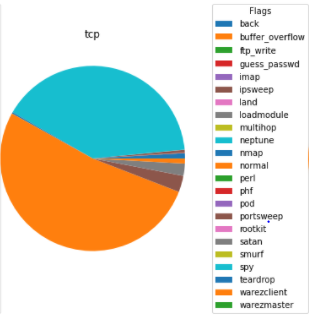 tcp
Flags
back
buffer_overflow
ftp_write
guess_passwd
imap
ipsweep
land
loadmodule
multihop
neptune
nmap
normal
perl
phf
pod
portsweep
rootkit
satan
smurf
spy
teardrop
warezclient
warezmaster